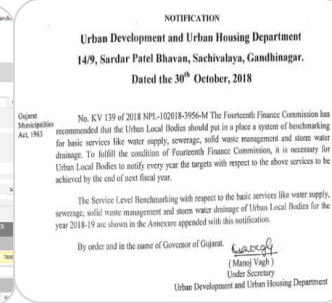 NOTIFICATION
Urban Development and Urban Housing Department
14/9, Sardar Patel Bhavan, Sachivalaya, Gandhinagar.
Dated the 30th October, 2018
Gujarat
Municipalities
Act, 1963
No. KV 139 of 2018 NPL-102018-3956-M The Fourteenth Finance Commission has
recommended that the Urban Local Bodies should put in a place a system of benchmarking
for basic services like water supply, sewerage, solid waste management and storm water
drainage. To fulfill the condition of Fourteenth Finance Commission, it is necessary for
Urban Local Bodies to notify every year the targets with respect to the above services to be
achieved by the end of next fiscal year.
The Service Level Benchmarking with respect to the basic services like water supply,
sewerage, solid waste management and storm water drainage of Urban Local Bodies for the
year 2018-19 are shown in the Annexure appended with this notification.
By order and in the name of Governor of Gujarat.
(Manoj Vagh)
Under Secretary
Urban Development and Urban Housing Department